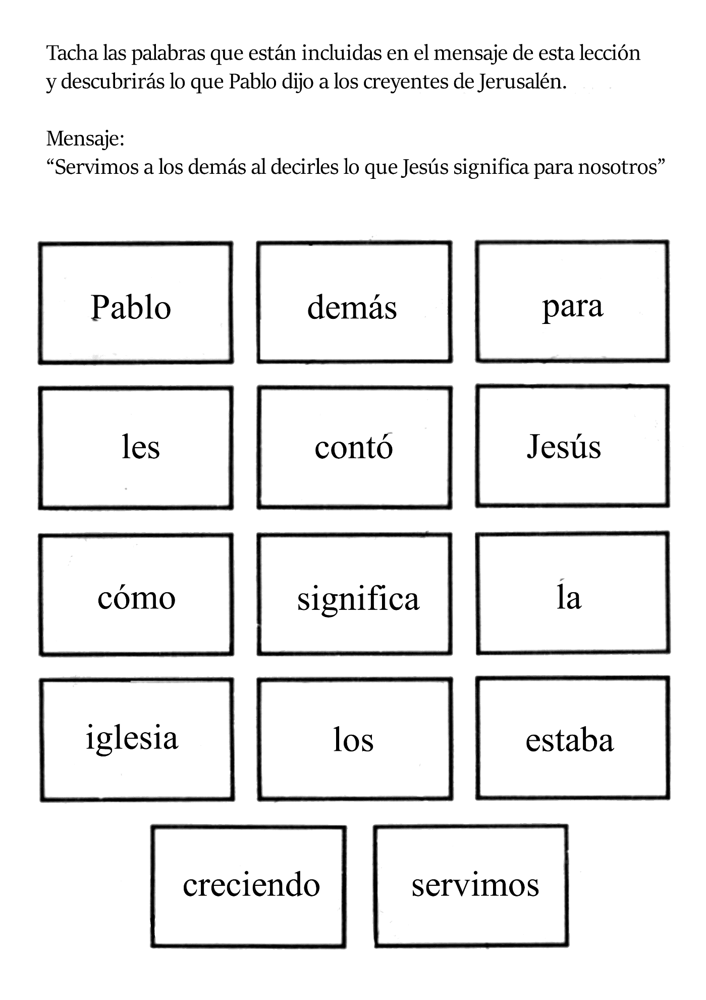 Tacha las palabras que están incluidas en el mensaje de esta lección
y descubrirás lo que Pablo dijo a los creyentes de Jerusalén.
Mensaje:
“Servimos a los demás al decirles lo que Jesús significa para nosotros”
Pablo
demás
para
les
contó
Jesús
cómo
significa
la
iglesia
los
estaba
creciendo
servimos